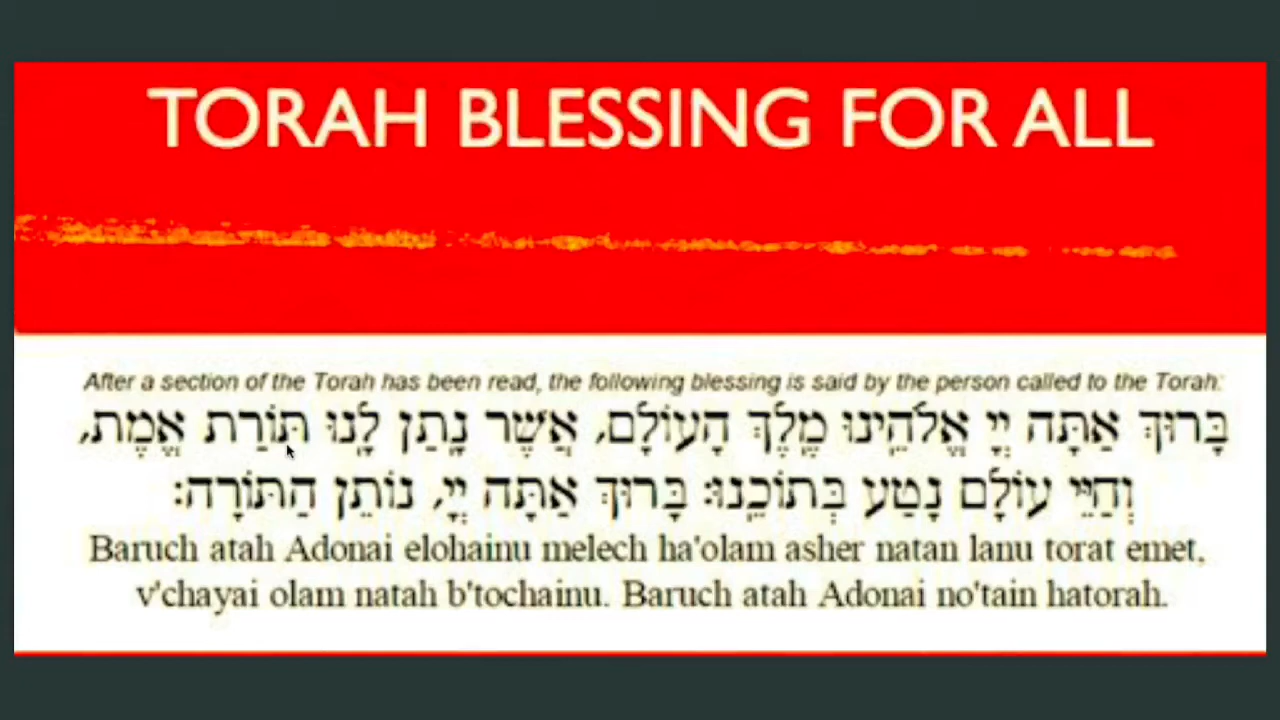 TORAH BLESSING FOR ALL
After a section of the Torah has been read, the following blessing is said by the person called to the Torah:
בָּרוּךְ אַתָּה יְיָ אֱלֹהֵֽינוּ מֶֽלֶךְ הָעוֹלָם, אֲשֶׁר נָֽתַן לָֽנוּ תּוֹרַת אֱמֶת,
וְחַיֵּי עוֹלָם נָטַע בְּתוֹכֵֽנוּ: בָּרוּךְ אַתָּה יְיָ, נוֹתֵן הַתּוֹרָה:
Baruch atah Adonai elohainu melech ha'olam asher natan lanu torat emet,
v'chayai olam natah b'tochainu. Baruch atah Adonai no'tain hatorah.